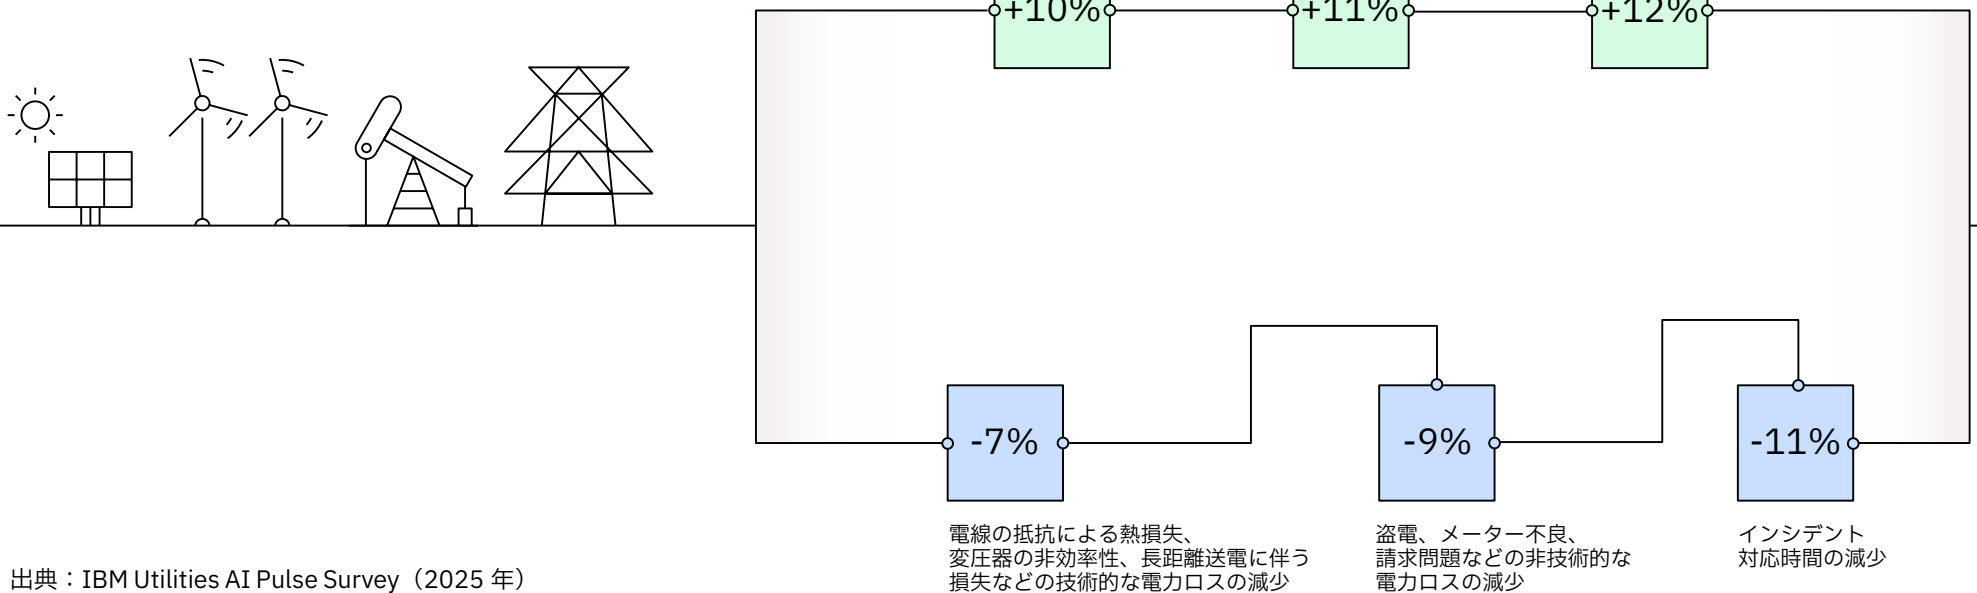 +10%
+11%
+12%
-7%
-9%
-11%
電線の抵抗による熱損失、
変圧器の非効率性、長距離送電に伴う
損失などの技術的な電力ロスの減少
盗電、メーター不良、
請求問題などの非技術的な
電力ロスの減少
インシデント
対応時間の減少
出典：IBM Utilities AI Pulse Survey（2025 年）